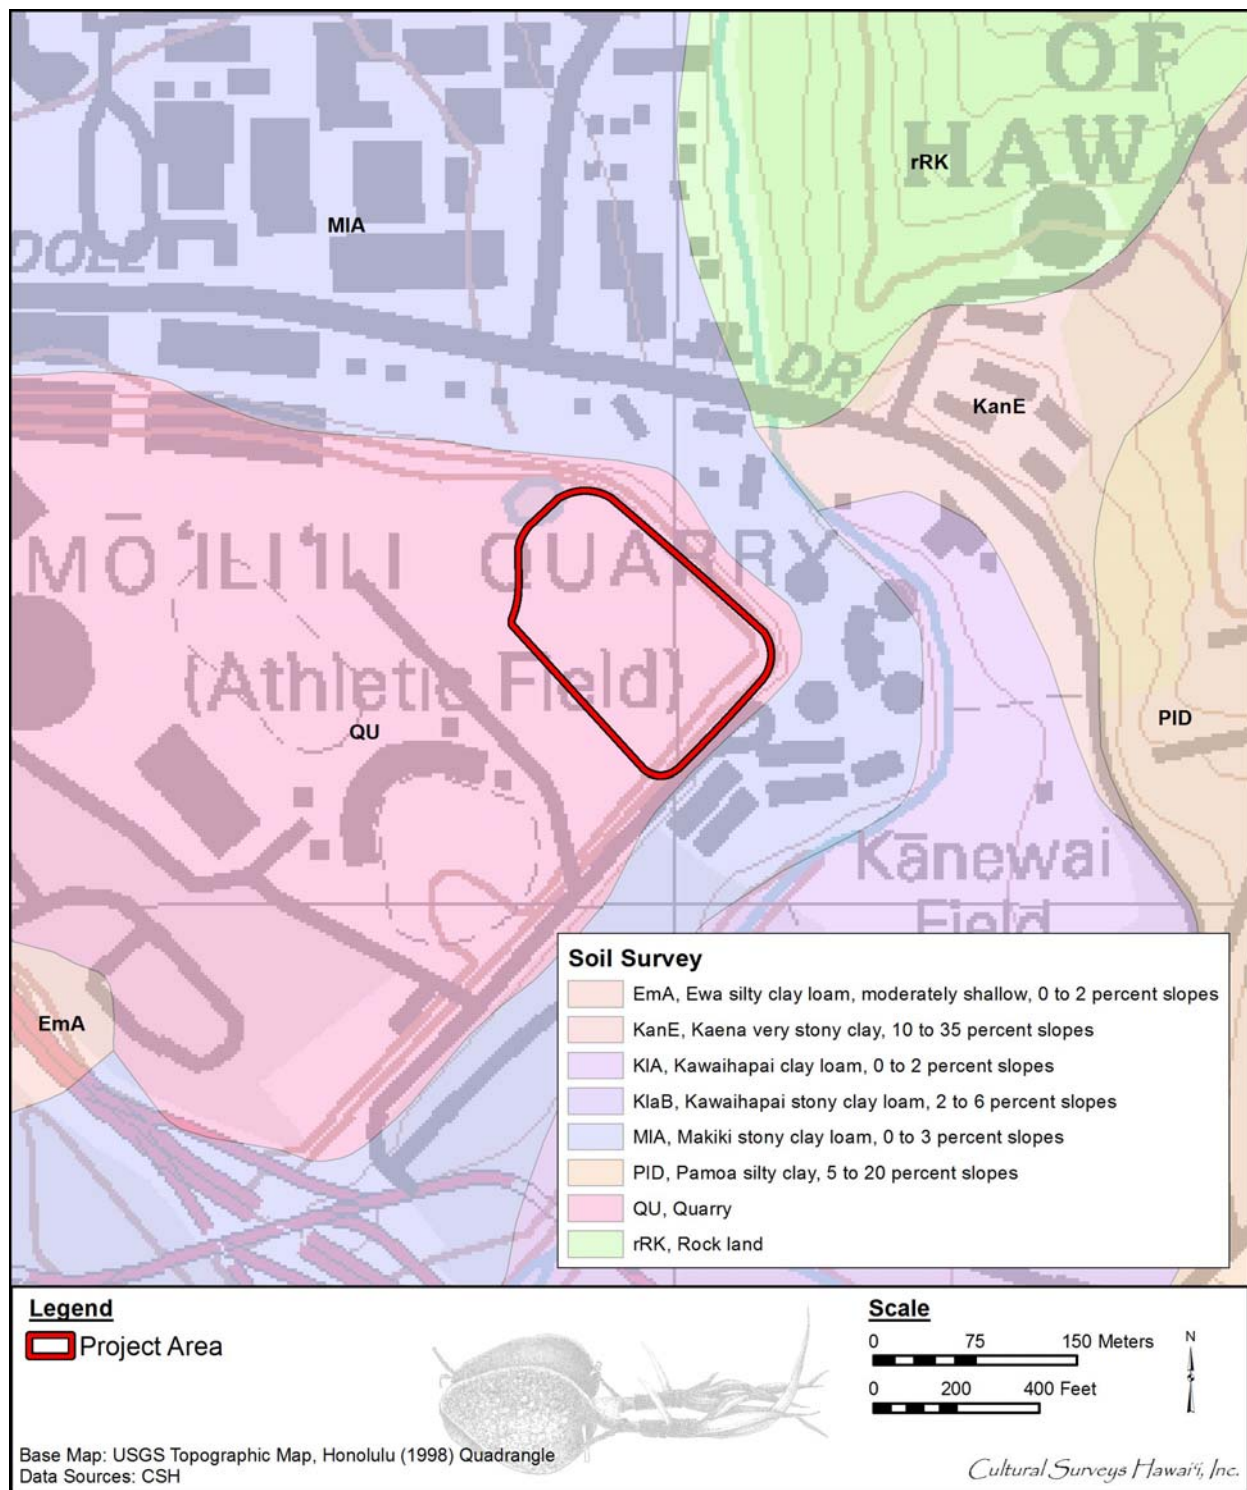 OF
HAWA
rRK
MIA
DOLE
DR
KanE
MŌʻILIʻILI QUARRY
(Athletic Field)
QU
PID
Kānewai
Field
EmA
Soil Survey
EmA, Ewa silty clay loam, moderately shallow, 0 to 2 percent slopes
KanE, Kaena very stony clay, 10 to 35 percent slopes
KIA, Kawaihapai clay loam, 0 to 2 percent slopes
KlaB, Kawaihapai stony clay loam, 2 to 6 percent slopes
MIA, Makiki stony clay loam, 0 to 3 percent slopes
PID, Pamoa silty clay, 5 to 20 percent slopes
QU, Quarry
rRK, Rock land
Legend
Project Area
Scale
0 75 150 Meters
0 200 400 Feet
N
Base Map: USGS Topographic Map, Honolulu (1998) Quadrangle
Data Sources: CSH
Cultural Surveys Hawaiʻi, Inc.